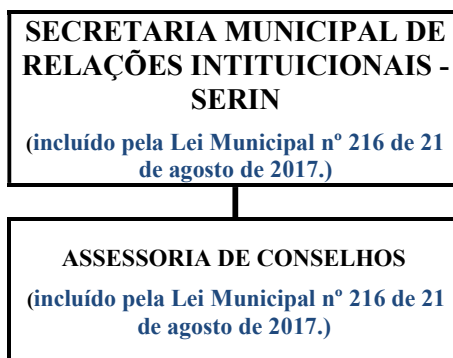 SECRETARIA MUNICIPAL DE
RELAÇÕES INTITUICIONAIS -
SERIN
(incluído pela Lei Municipal nº 216 de 21
de agosto de 2017.)
ASSESSORIA DE CONSELHOS
(incluído pela Lei Municipal nº 216 de 21
de agosto de 2017.)